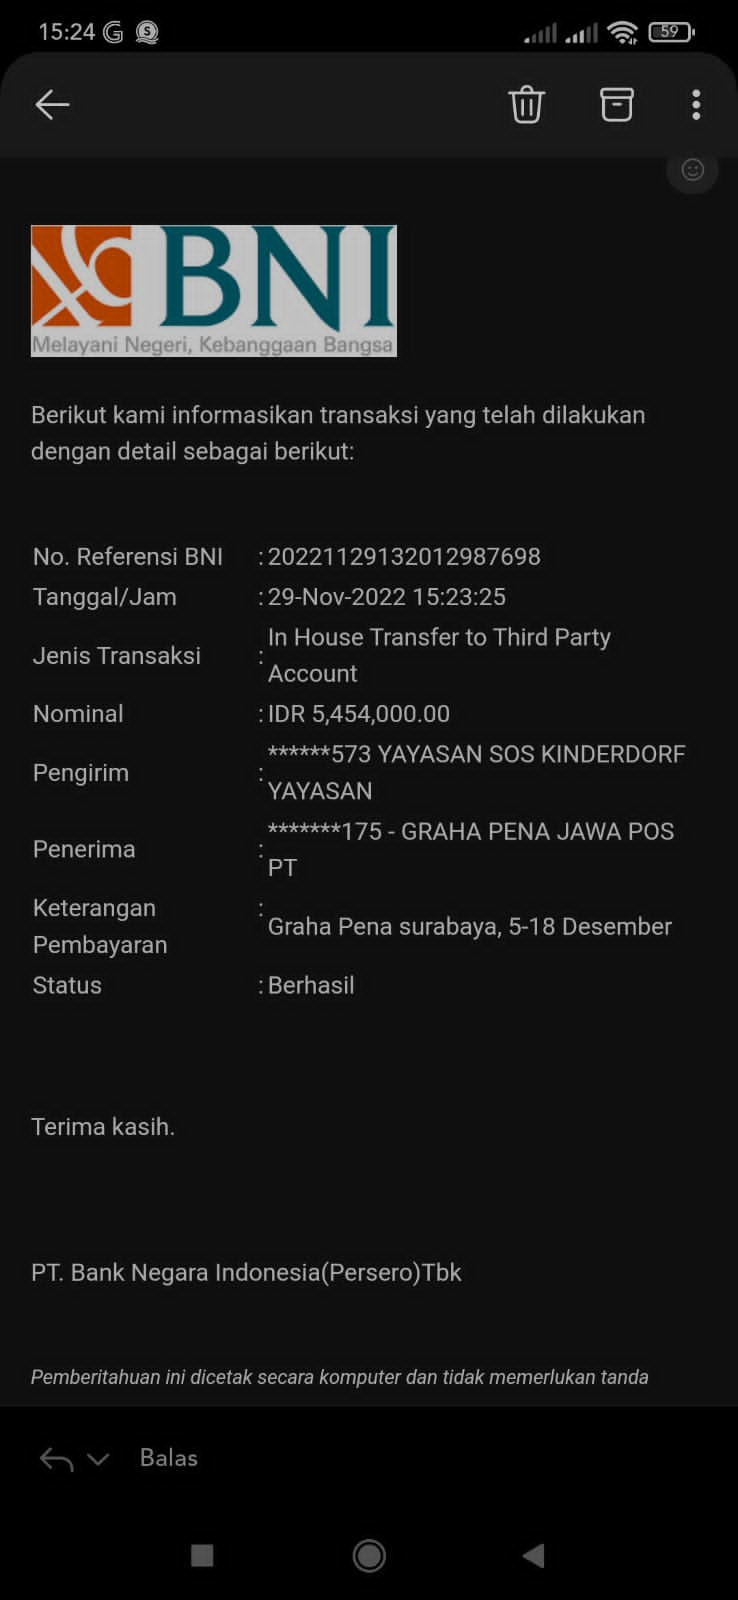 15:24
59
BNI
Melayani Negeri, Kebanggaan Bangsa
Berikut kami informasikan transaksi yang telah dilakukan
dengan detail sebagai berikut:
No. Referensi BNI : 20221129132012987698
Tanggal/Jam : 29-Nov-2022 15:23:25
Jenis Transaksi : In House Transfer to Third Party
Account
Nominal : IDR 5,454,000.00
Pengirim : ******573 YAYASAN SOS KINDERDORF
YAYASAN
Penerima : *******175 - GRAHA PENA JAWA POS
PT
Keterangan
Pembayaran : Graha Pena surabaya, 5-18 Desember
Status : Berhasil
Terima kasih.
PT. Bank Negara Indonesia(Persero)Tbk
Pemberitahuan ini dicetak secara komputer dan tidak memerlukan tanda
Balas